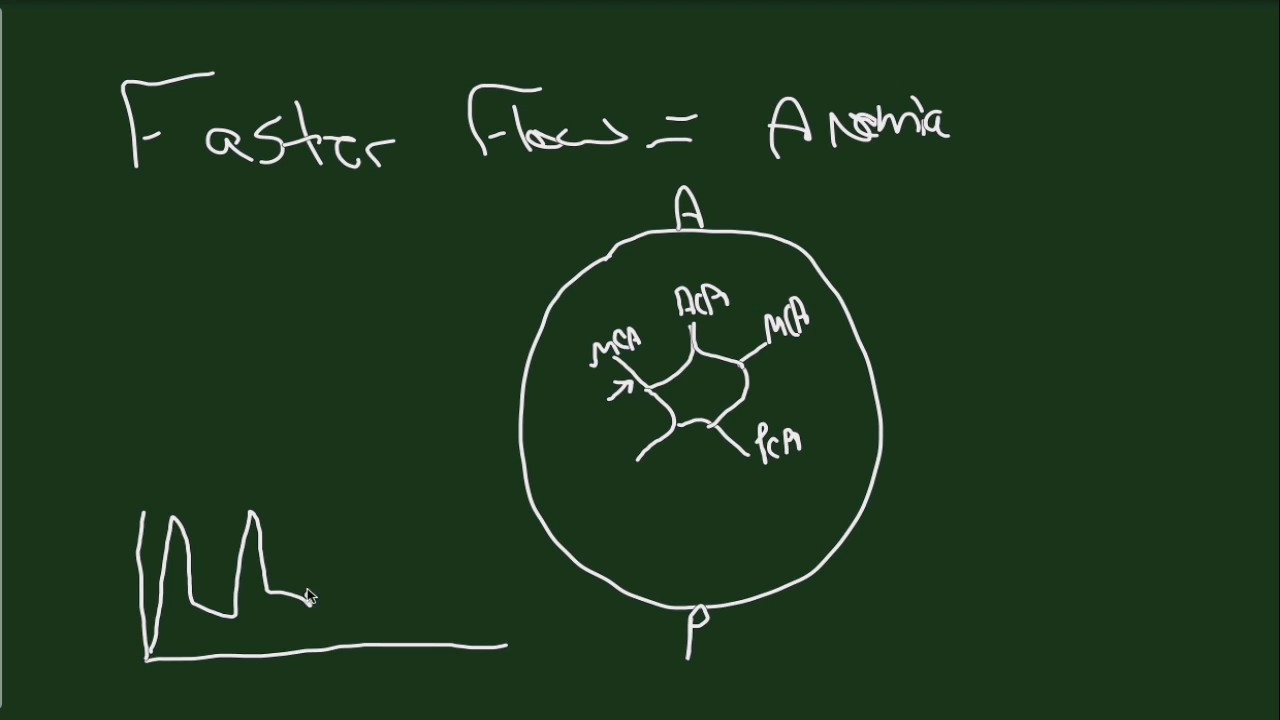 Faster Flow = Anemia
A
ACA
MCA
MCA
PCA
P